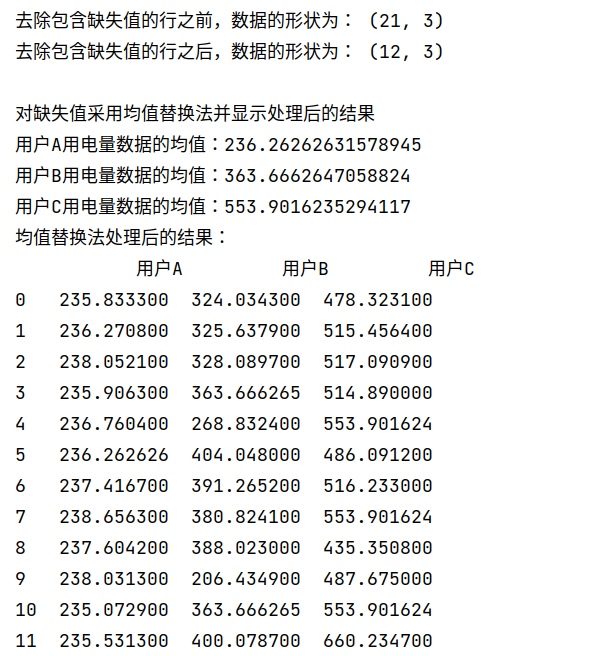 去除包含缺失值的行之前，数据的形状为： (21, 3)
去除包含缺失值的行之后，数据的形状为： (12, 3)
对缺失值采用均值替换法并显示处理后的结果
用户A用电量数据的均值：236.26262631578945
用户B用电量数据的均值：363.6662647058824
用户C用电量数据的均值：553.9016235294117
均值替换法处理后的结果：
用户A 用户B 用户C
0 235.833300 324.034300 478.323100
1 236.270800 325.637900 515.456400
2 238.052100 328.089700 517.090900
3 235.906300 363.666265 514.890000
4 236.760400 268.832400 553.901624
5 236.262626 404.048000 486.091200
6 237.416700 391.265200 516.233000
7 238.656300 380.824100 553.901624
8 237.604200 388.023000 435.350800
9 238.031300 206.434900 487.675000
10 235.072900 363.666265 553.901624
11 235.531300 400.078700 660.234700